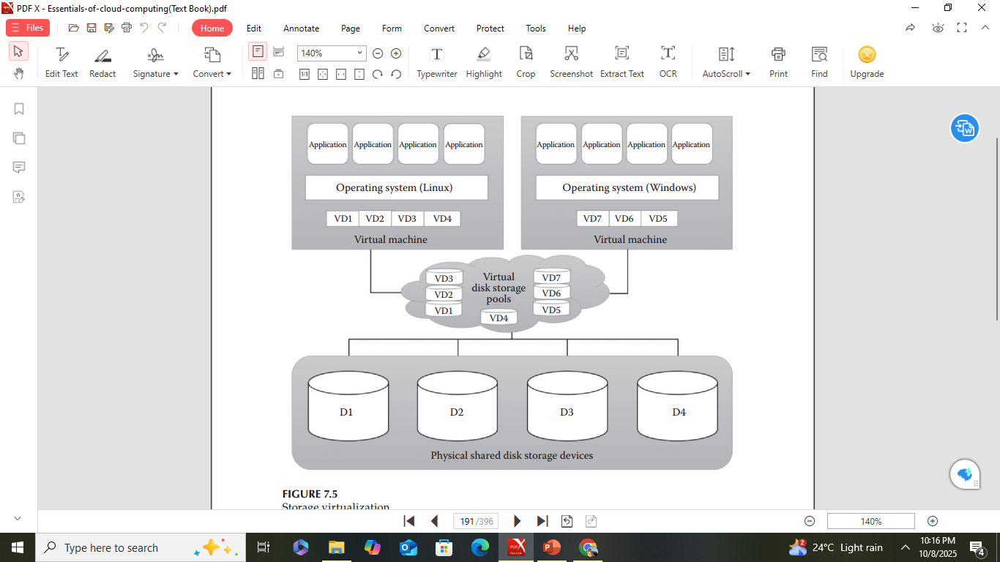 PDF X - Essentials-of-cloud-computing(Text Book).pdf
Files
Home Edit Annotate Page Form Convert Protect Tools Help
140%
Edit Text Redact Signature Convert Typewriter Highlight Crop Screenshot Extract Text OCR AutoScroll Print Find Upgrade
Application Application Application Application
Operating system (Linux)
VD1 VD2 VD3 VD4
Virtual machine
Application Application Application Application
Operating system (Windows)
VD7 VD6 VD5
Virtual machine
VD3
VD2
VD1
Virtual
disk storage
pools
VD4
VD7
VD6
VD5
D1 D2 D3 D4
Physical shared disk storage devices
FIGURE 7.5
Storage virtualization
191 /396
140%
Type here to search
24°C Light rain
10:16 PM
10/8/2025